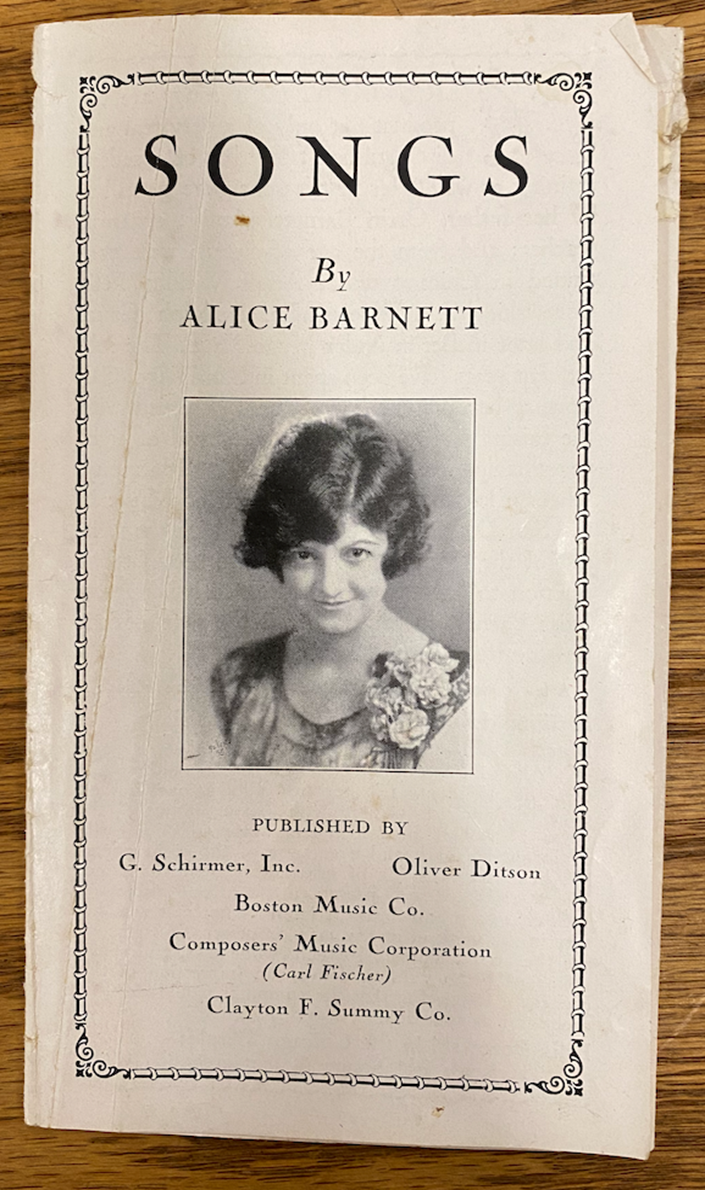 SONGS
By
ALICE BARNETT
PUBLISHED BY
G. Schirmer, Inc. Oliver Ditson
Boston Music Co.
Composers' Music Corporation
(Carl Fischer)
Clayton F. Summy Co.